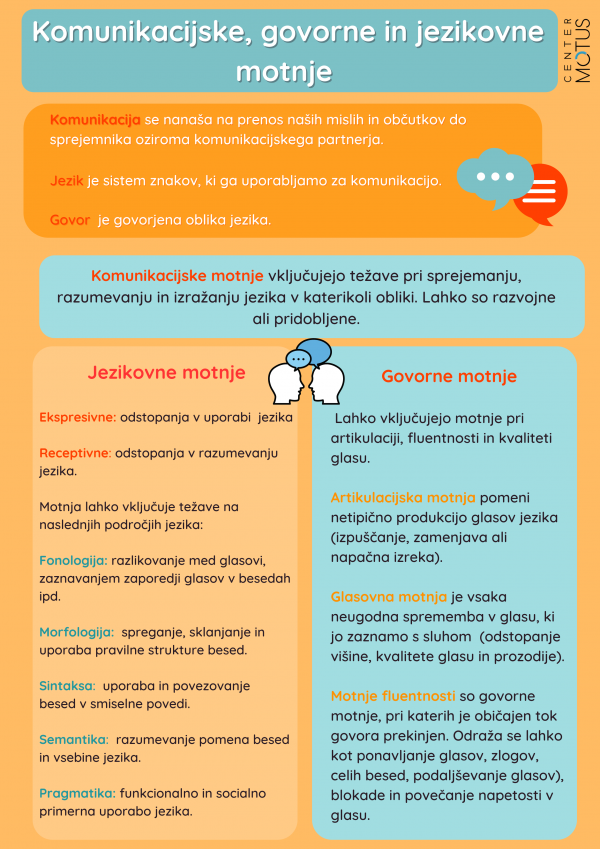 Komunikacijske, govorne in jezikovne
motnje
CENTER
MOTUS
Komunikacija se nanaša na prenos naših mislih in občutkov do
sprejemnika oziroma komunikacijskega partnerja.
Jezik je sistem znakov, ki ga uporabljamo za komunikacijo.
Govor je govorjena oblika jezika.
Komunikacijske motnje vključujejo težave pri sprejemanju,
razumevanju in izražanju jezika v katerikoli obliki. Lahko so razvojne
ali pridobljene.
Jezikovne motnje
Ekspresivne: odstopanja v uporabi jezika
Receptivne: odstopanja v razumevanju
jezika.
Motnja lahko vključuje težave na
naslednjih področjih jezika:
Fonologija: razlikovanje med glasovi,
zaznavanjem zaporedji glasov v besedah
ipd.
Morfologija: spreganje, sklanjanje in
uporaba pravilne strukture besed.
Sintaksa: uporaba in povezovanje
besed v smiselne povedi.
Semantika: razumevanje pomena besed
in vsebine jezika.
Pragmatika: funkcionalno in socialno
primerna uporabo jezika.
Govorne motnje
Lahko vključujejo motnje pri
artikulaciji, fluentnosti in kvaliteti
glasu.
Artikulacijska motnja pomeni
netipično produkcijo glasov jezika
(izpuščanje, zamenjava ali
napačna izreka).
Glasovna motnja je vsaka
neugodna sprememba v glasu, ki
jo zaznamo s sluhom (odstopanje
višine, kvalitete glasu in prozodije).
Motnje fluentnosti so govorne
motnje, pri katerih je običajen tok
govora prekinjen. Odraža se lahko
kot ponavljanje glasov, zlogov,
celih besed, podaljševanje glasov),
blokade in povečanje napetosti v
glasu.